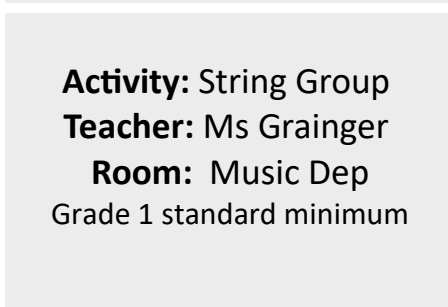 Activity: String Group
Teacher: Ms Grainger
Room: Music Dep
Grade 1 standard minimum